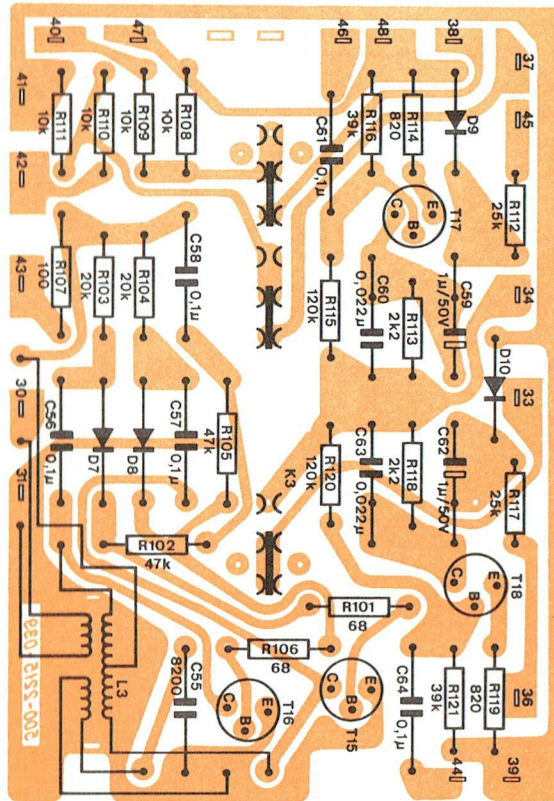 40
47
46
48
38
37
41
R111
10k
R110
10k
R109
10k
R108
10k
C61
0,1µ
R116
39k
R114
820
D9
45
42
E
C
B
T17
R112
25k
43
R107
100
R103
20k
R104
20k
C58
0,1µ
R115
120k
C60
0,022µ
R113
2k2
C59
1µ/50V
34
D10
30
33
C56
0,1µ
D7
D8
C57
0,1µ
R105
47k
K3
R120
120k
C63
0,022µ
R118
2k2
C62
1µ/50V
R117
25k
31
R102
47k
E
C
B
T18
R101
68
R106
68
L3
500-2215-039
C55
8200
E
C
B
T16
E
C
B
T15
C64
0,1µ
R121
39k
R119
820
36
44
39